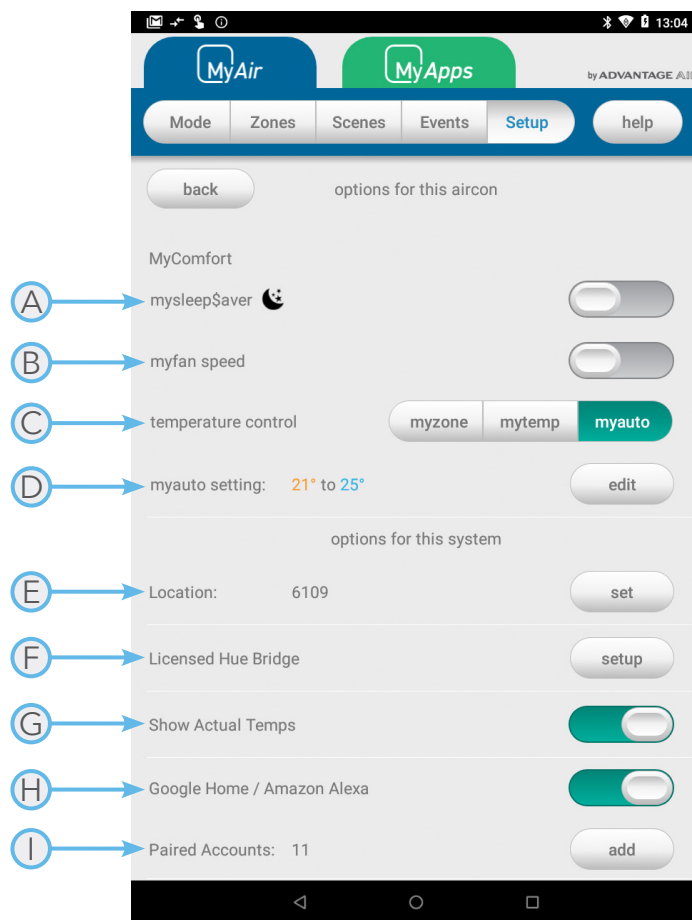 13:04
MyAir MyApps by ADVANTAGE AIR
Mode Zones Scenes Events Setup help
back options for this aircon
MyComfort
A mysleep$aver
B myfan speed
C temperature control myzone mytemp myauto
D myauto setting: 21° to 25° edit
options for this system
E Location: 6109 set
F Licensed Hue Bridge setup
G Show Actual Temps
H Google Home / Amazon Alexa
I Paired Accounts: 11 add